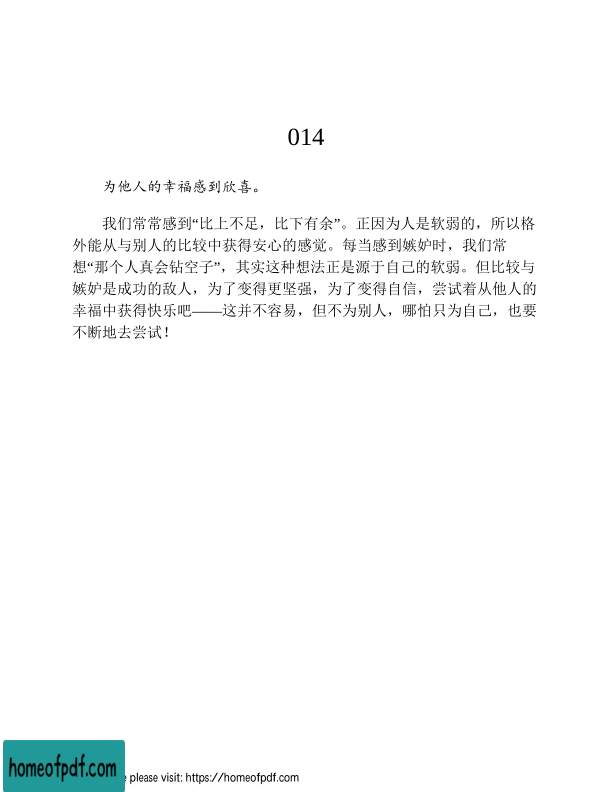 014
为他人的幸福感到欣喜。
我们常常感到“比上不足，比下有余”。正因为人是软弱的，所以格
外能从与别人的比较中获得安心的感觉。每当感到嫉妒时，我们常
想“那个人真会钻空子”，其实这种想法正是源于自己的软弱。但比较与
嫉妒是成功的敌人，为了变得更坚强，为了变得自信，尝试着从他人的
幸福中获得快乐吧——这并不容易，但不为别人，哪怕只为自己，也要
不断地去尝试！
homeofpdf.com
please visit: https://homeofpdf.com